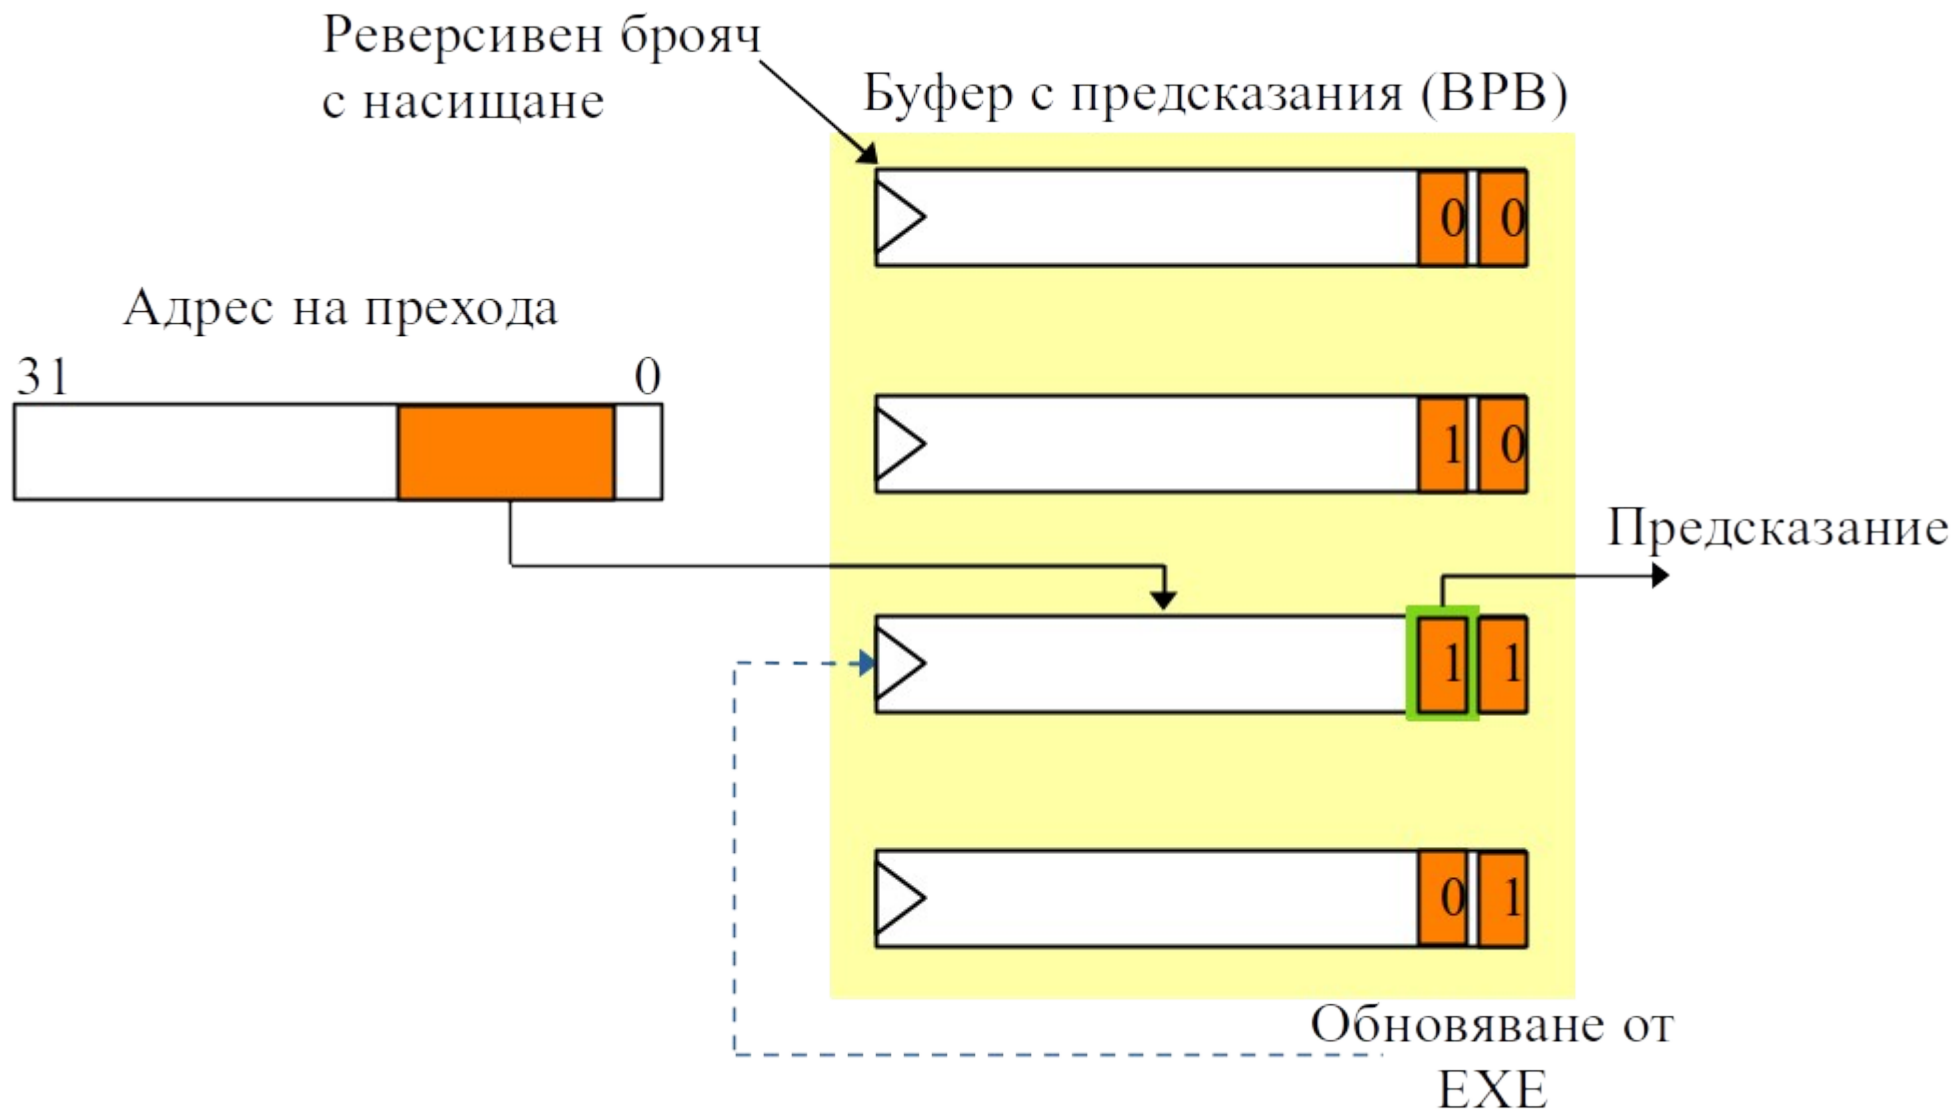 Реверсивен брояч
с насищане
Буфер с предсказания (BPB)
0 0
Адрес на прехода
31 0
1 0
Предсказание
1 1
0 1
Обновяване от
EXE